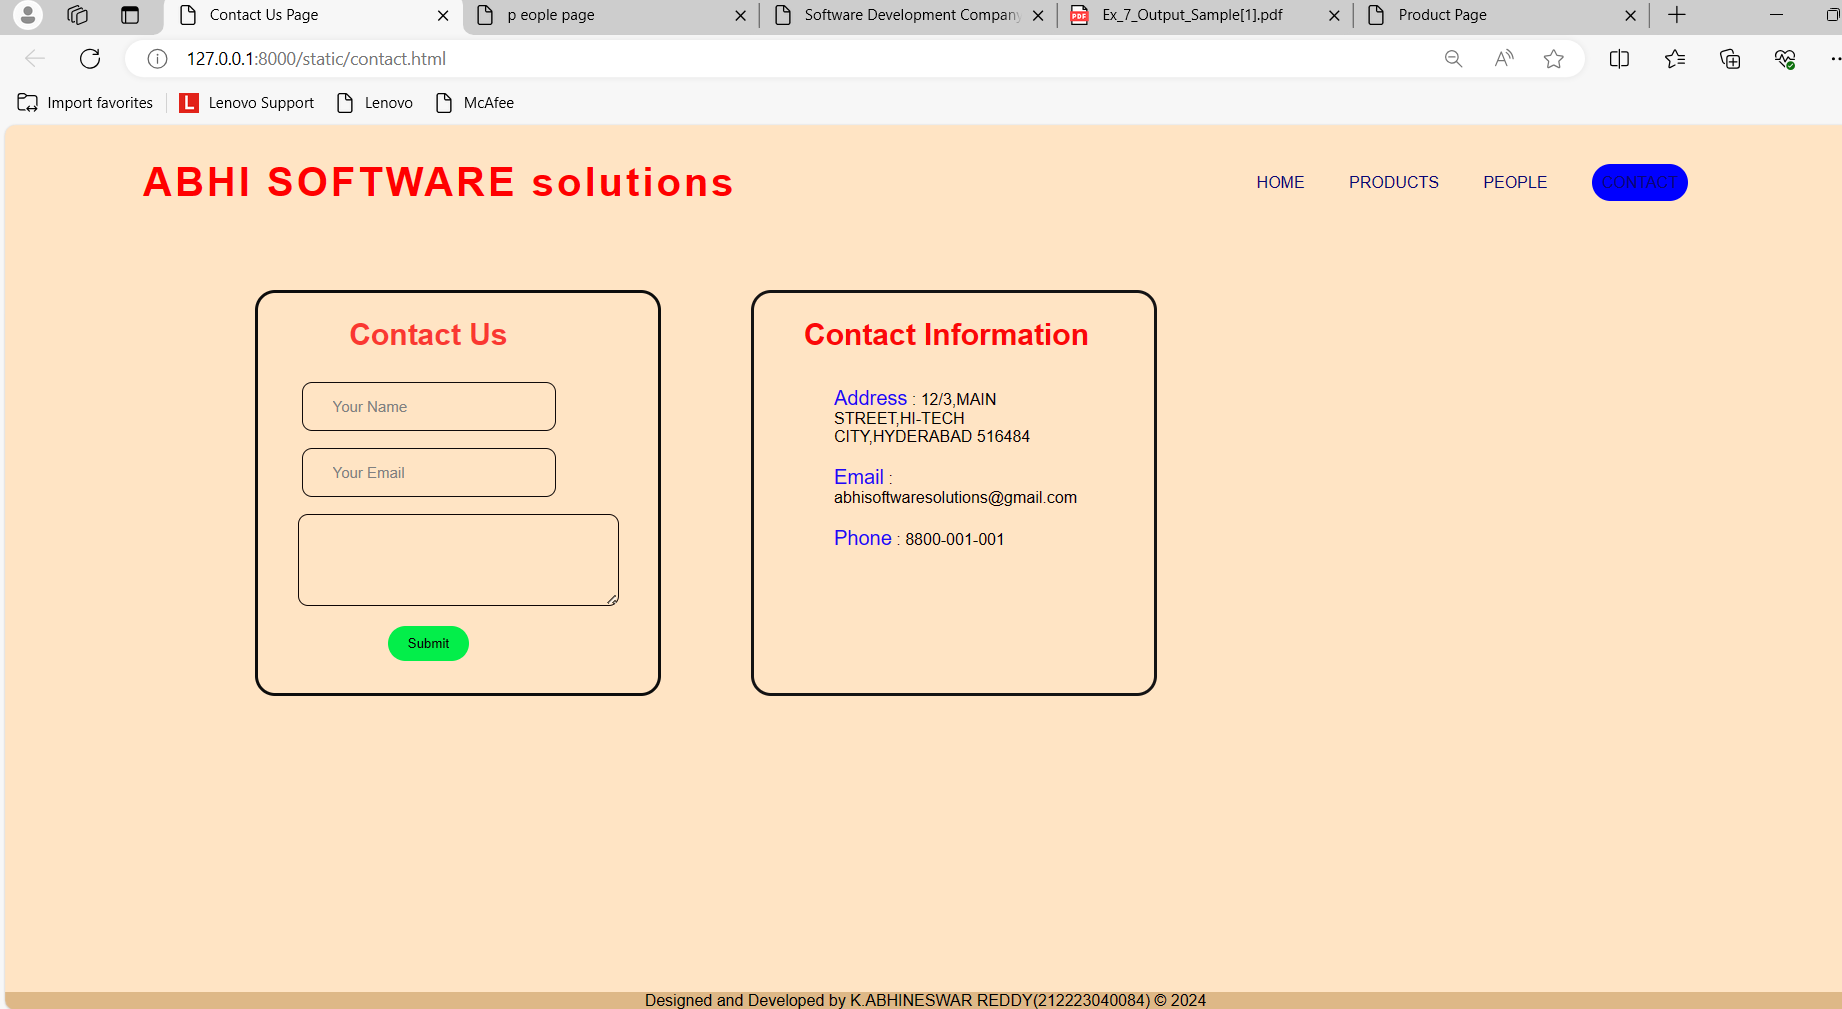 Contact Us Page
p eople page
Software Development Company
Ex_7_Output_Sample[1].pdf
Product Page
127.0.0.1:8000/static/contact.html
Import favorites
L Lenovo Support
Lenovo
McAfee
ABHI SOFTWARE solutions
HOME
PRODUCTS
PEOPLE
CONTACT
Contact Us
Your Name
Your Email
Submit
Contact Information
Address : 12/3,MAIN
STREET,HI-TECH
CITY,HYDERABAD 516484
Email :
abhisoftwaresolutions@gmail.com
Phone : 8800-001-001
Designed and Developed by K.ABHINESWAR REDDY(212223040084) © 2024